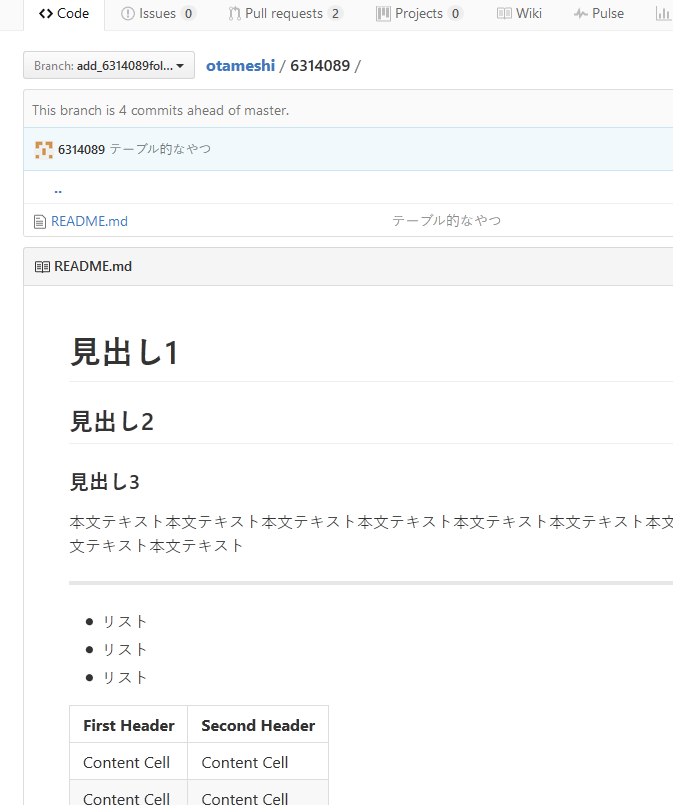 Code Issues 0 Pull requests 2 Projects 0 Wiki Pulse
Branch: add_6314089fol... otameshi / 6314089 /
This branch is 4 commits ahead of master.
6314089 テーブル的なやつ
..
README.md テーブル的なやつ
README.md
見出し1
見出し2
見出し3
本文テキスト本文テキスト本文テキスト本文テキスト本文テキスト本文テキスト本文
文テキスト本文テキスト
リスト
リスト
リスト
First Header Second Header
Content Cell Content Cell
Content Cell Content Cell